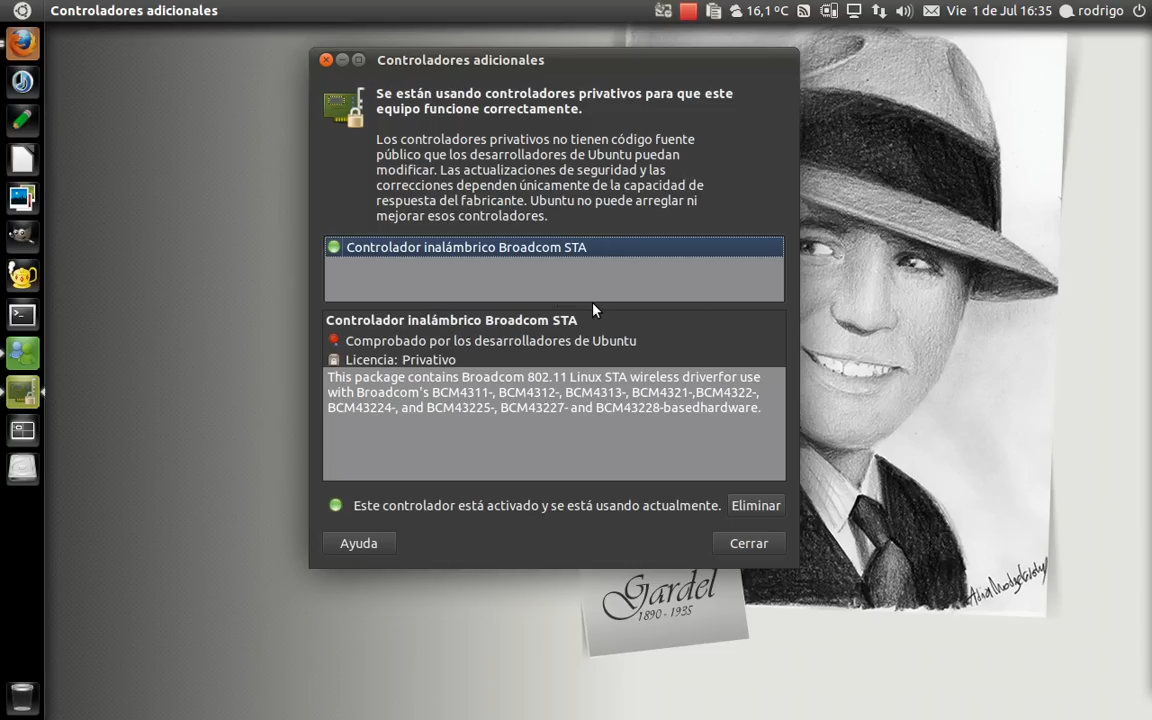 Controladores adicionales
16,1 ºC
Vie 1 de Jul 16:35
rodrigo
Controladores adicionales
Se están usando controladores privativos para que este
equipo funcione correctamente.
Los controladores privativos no tienen código fuente
público que los desarrolladores de Ubuntu puedan
modificar. Las actualizaciones de seguridad y las
correcciones dependen únicamente de la capacidad de
respuesta del fabricante. Ubuntu no puede arreglar ni
mejorar esos controladores.
Controlador inalámbrico Broadcom STA
Controlador inalámbrico Broadcom STA
Comprobado por los desarrolladores de Ubuntu
Licencia: Privativo
This package contains Broadcom 802.11 Linux STA wireless driverfor use
with Broadcom's BCM4311-, BCM4312-, BCM4313-, BCM4321-,BCM4322-,
BCM43224-, and BCM43225-, BCM43227- and BCM43228-basedhardware.
Este controlador está activado y se está usando actualmente.
Eliminar
Ayuda
Cerrar
Gardel
1890 - 1935